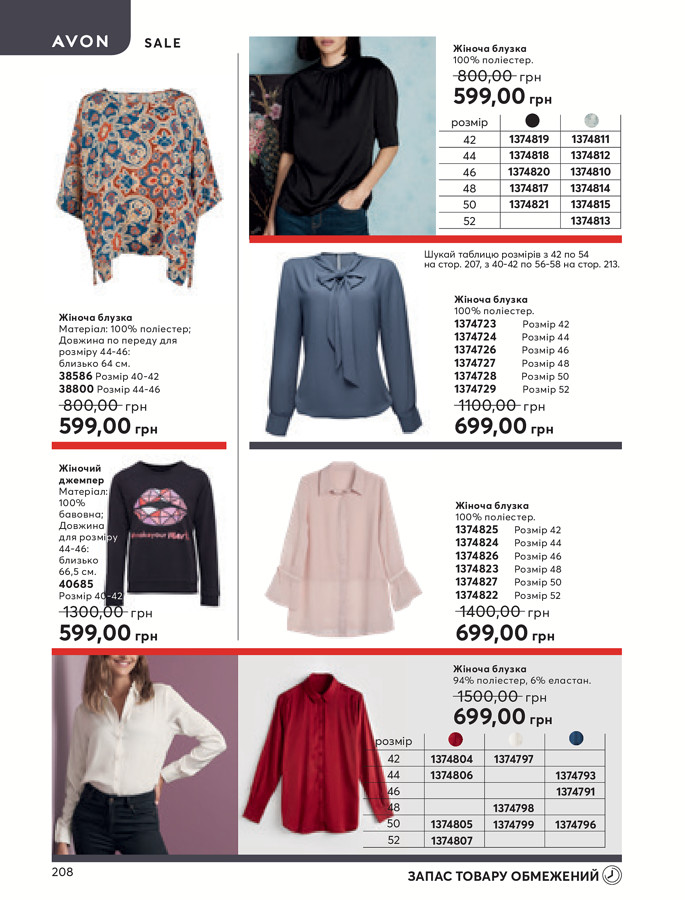 AVON
SALE
Жіноча блузка
100% поліестер.
800,00 грн
599,00 грн
розмір
42 1374819 1374811
44 1374818 1374812
46 1374820 1374810
48 1374817 1374814
50 1374821 1374815
52 1374813
Шукай таблицю розмірів з 42 по 54
на стор. 207, з 40-42 по 56-58 на стор. 213.
Жіноча блузка
Матеріал: 100% поліестер;
Довжина по переду для
розміру 44-46:
близько 64 см.
38586 Розмір 40-42
38800 Розмір 44-46
800,00 грн
599,00 грн
Жіноча блузка
100% поліестер.
1374723 Розмір 42
1374724 Розмір 44
1374726 Розмір 46
1374727 Розмір 48
1374728 Розмір 50
1374729 Розмір 52
1100,00 грн
699,00 грн
Жіночий
джемпер
Матеріал:
100%
бавовна;
Довжина
для розміру
44-46:
близько
66,5 см.
40685
Розмір 40-42
1300,00 грн
599,00 грн
Жіноча блузка
100% поліестер.
1374825 Розмір 42
1374824 Розмір 44
1374826 Розмір 46
1374823 Розмір 48
1374827 Розмір 50
1374822 Розмір 52
1400,00 грн
699,00 грн
Жіноча блузка
94% поліестер, 6% еластан.
1500,00 грн
699,00 грн
розмір
42 1374804 1374797
44 1374806 1374793
46 1374791
48 1374798
50 1374805 1374799 1374796
52 1374807
208
ЗАПАС ТОВАРУ ОБМЕЖЕНИЙ